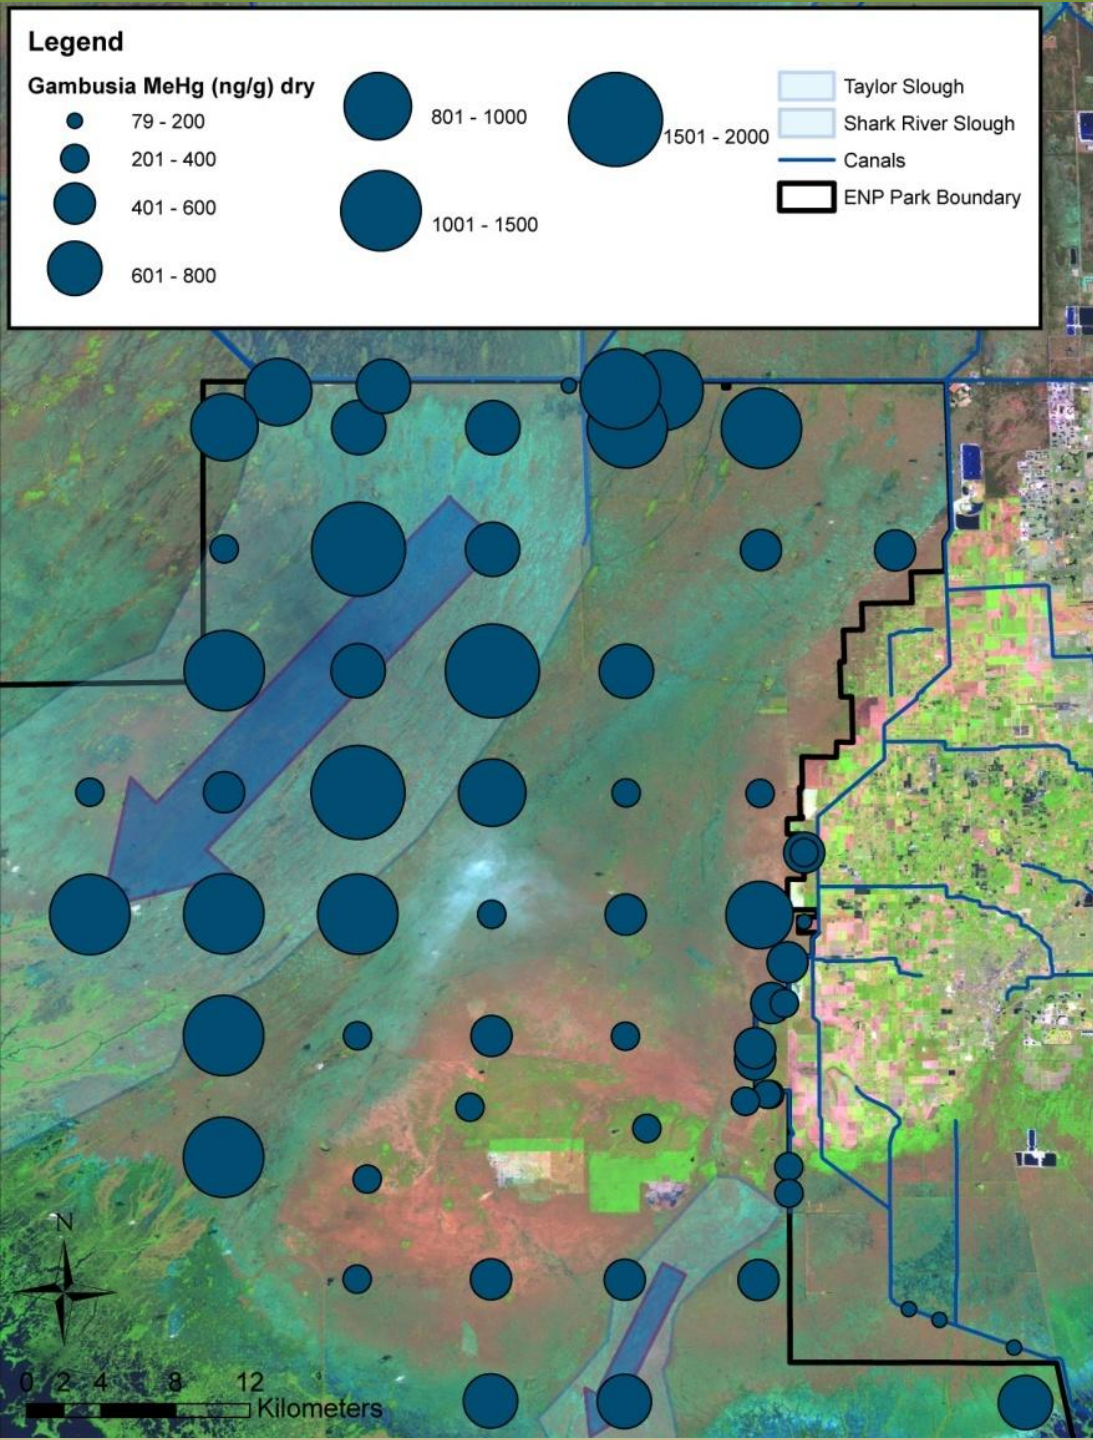 Legend
Gambusia MeHg (ng/g) dry
79 - 200
201 - 400
401 - 600
601 - 800
801 - 1000
1001 - 1500
1501 - 2000
Taylor Slough
Shark River Slough
Canals
ENP Park Boundary
N
0 2 4 8 12
Kilometers